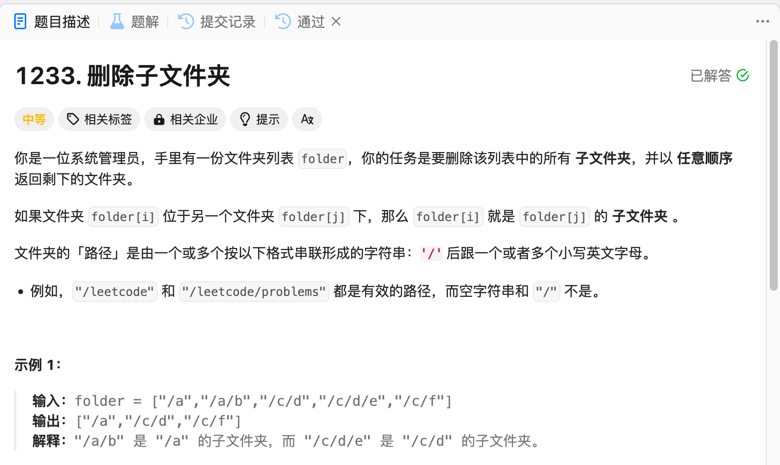 题目描述 题解 提交记录 通过
1233. 删除子文件夹
已解答
中等 相关标签 相关企业 提示
你是一位系统管理员，手里有一份文件夹列表 folder，你的任务是要删除该列表中的所有 子文件夹，并以 任意顺序
返回剩下的文件夹。
如果文件夹 folder[i] 位于另一个文件夹 folder[j] 下，那么 folder[i] 就是 folder[j] 的 子文件夹 。
文件夹的「路径」是由一个或多个按以下格式串联形成的字符串：'/' 后跟一个或者多个小写英文字母。
• 例如，"/leetcode" 和 "/leetcode/problems" 都是有效的路径，而空字符串和 "/" 不是。
示例 1：
输入：folder = ["/a","/a/b","/c/d","/c/d/e","/c/f"]
输出：["/a","/c/d","/c/f"]
解释："/a/b" 是 "/a" 的子文件夹，而 "/c/d/e" 是 "/c/d" 的子文件夹。